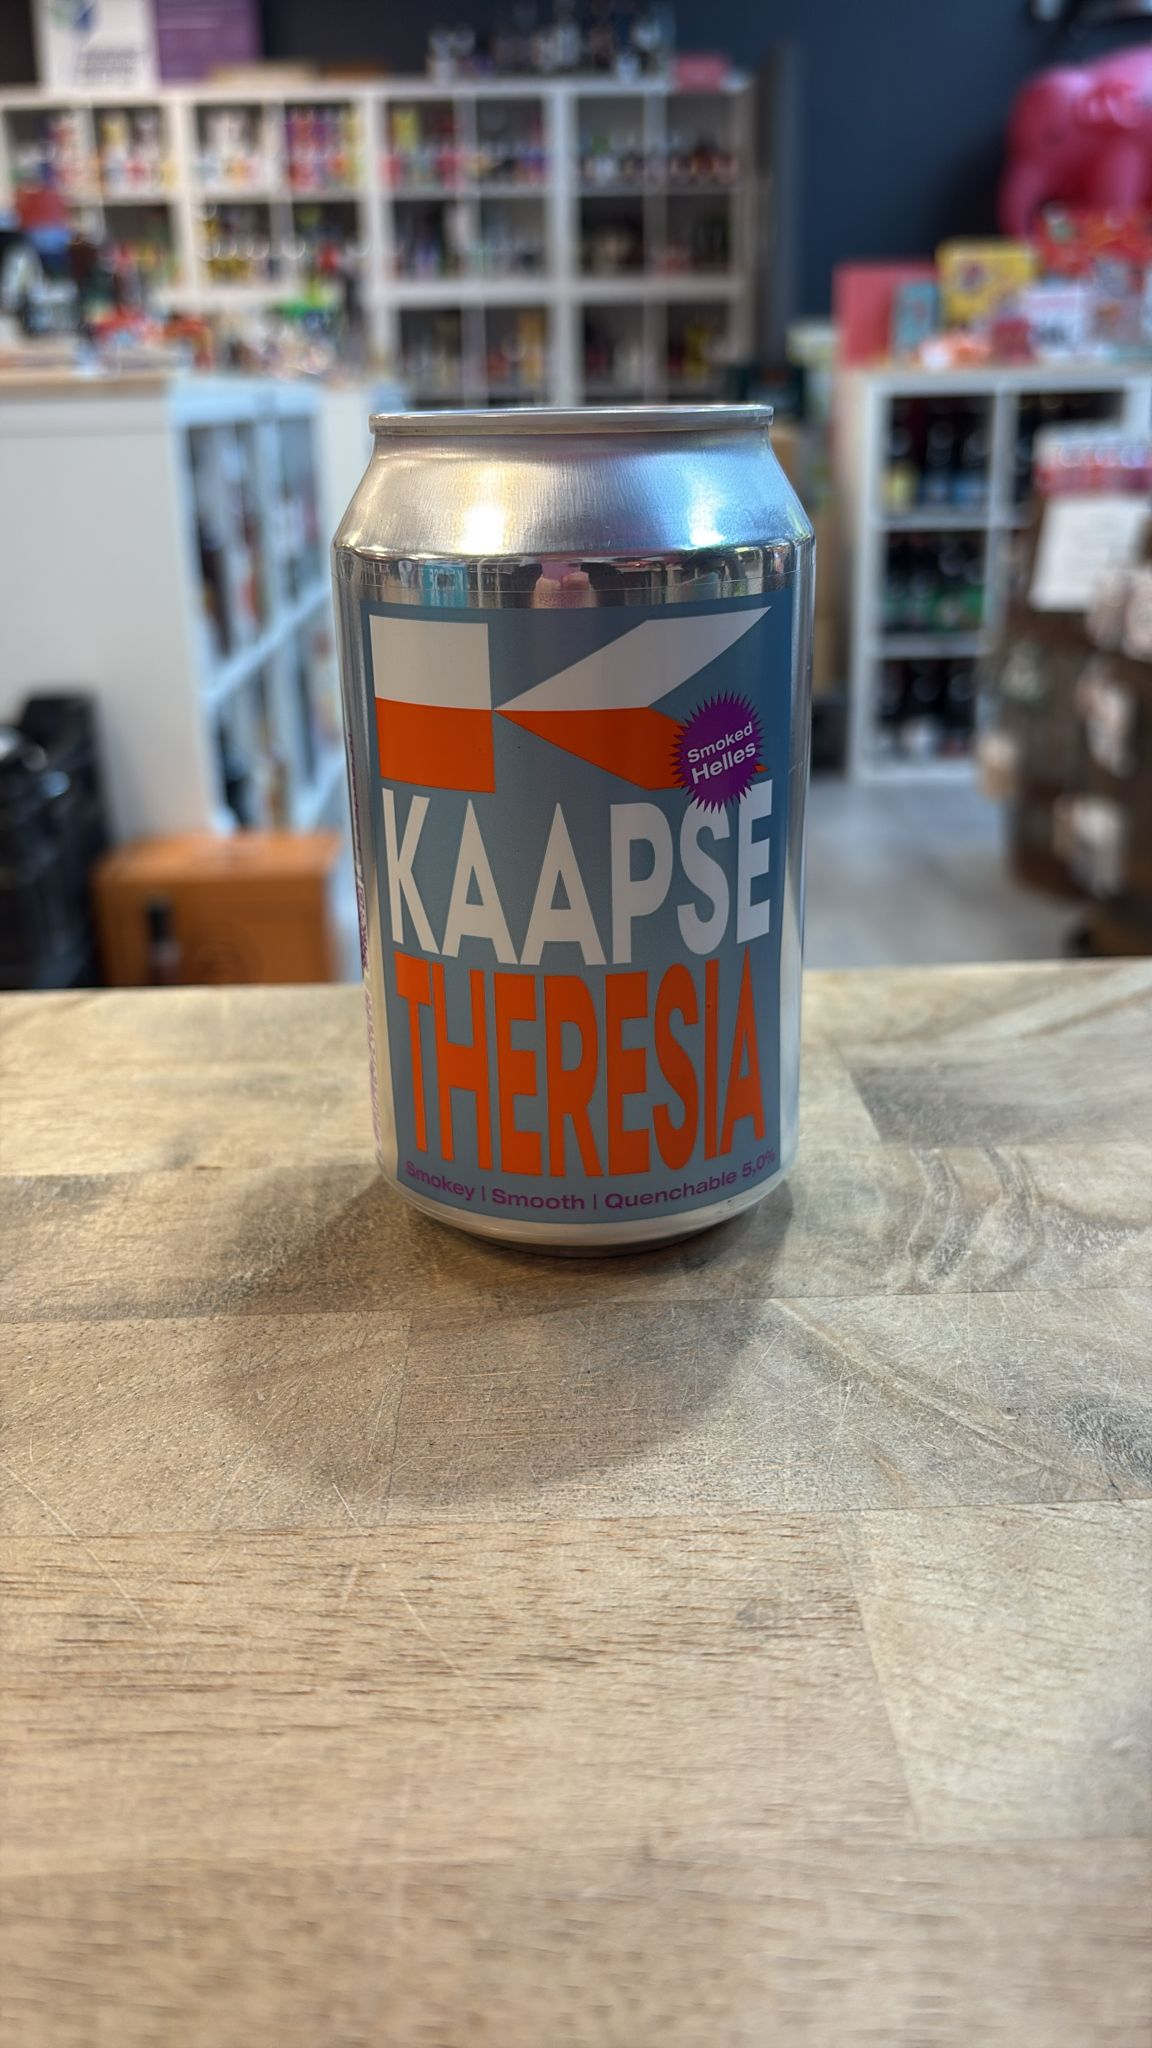 Smoked
Helles
KAAPSE
THERESIA
Smokey | Smooth | Quenchable 5,0%